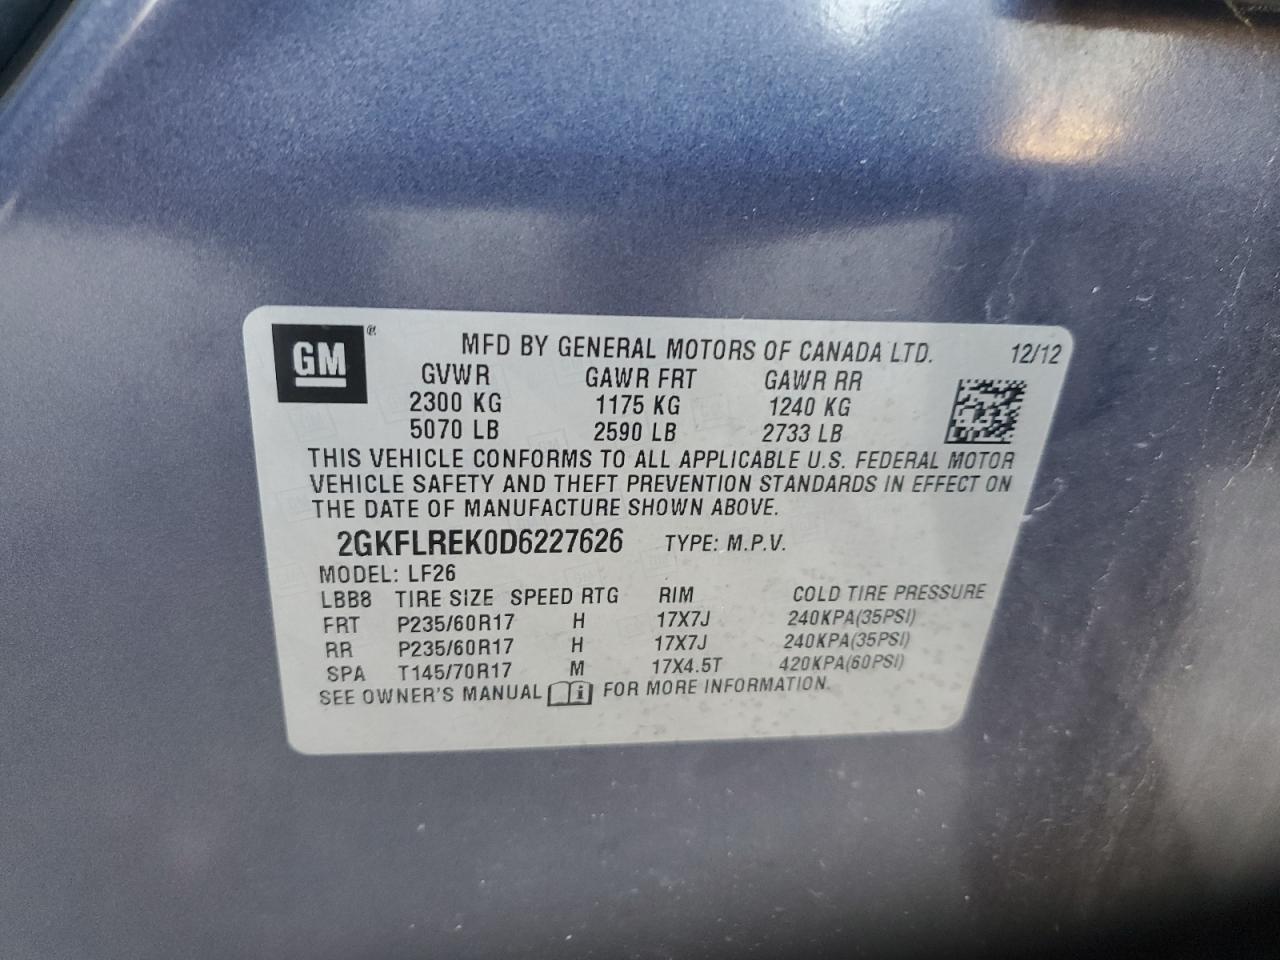 GM ®
MFD BY GENERAL MOTORS OF CANADA LTD. 12/12
GVWR GAWR FRT GAWR RR
2300 KG 1175 KG 1240 KG
5070 LB 2590 LB 2733 LB
THIS VEHICLE CONFORMS TO ALL APPLICABLE U.S. FEDERAL MOTOR
VEHICLE SAFETY AND THEFT PREVENTION STANDARDS IN EFFECT ON
THE DATE OF MANUFACTURE SHOWN ABOVE.
2GKFLREK0D6227626 TYPE: M.P.V.
MODEL: LF26
LBB8 TIRE SIZE SPEED RTG RIM COLD TIRE PRESSURE
FRT P235/60R17 H 17X7J 240KPA(35PSI)
RR P235/60R17 H 17X7J 240KPA(35PSI)
SPA T145/70R17 M 17X4.5T 420KPA(60PSI)
SEE OWNER'S MANUAL i FOR MORE INFORMATION.